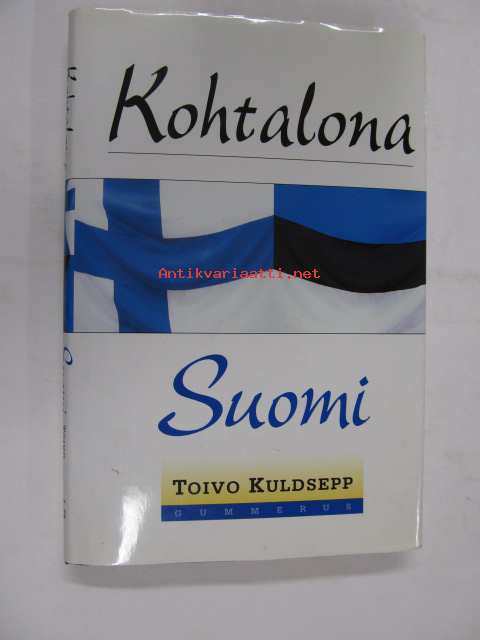 Kohtalona
Antikvariaatti.net
Suomi
TOIVO KULDSEPP
GUMMERUS